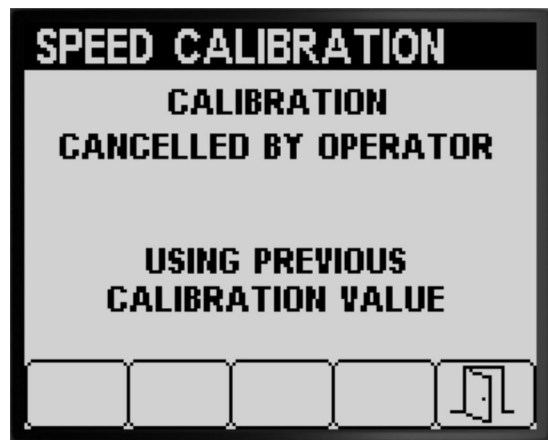 SPEED CALIBRATION
CALIBRATION
CANCELLED BY OPERATOR
USING PREVIOUS
CALIBRATION VALUE